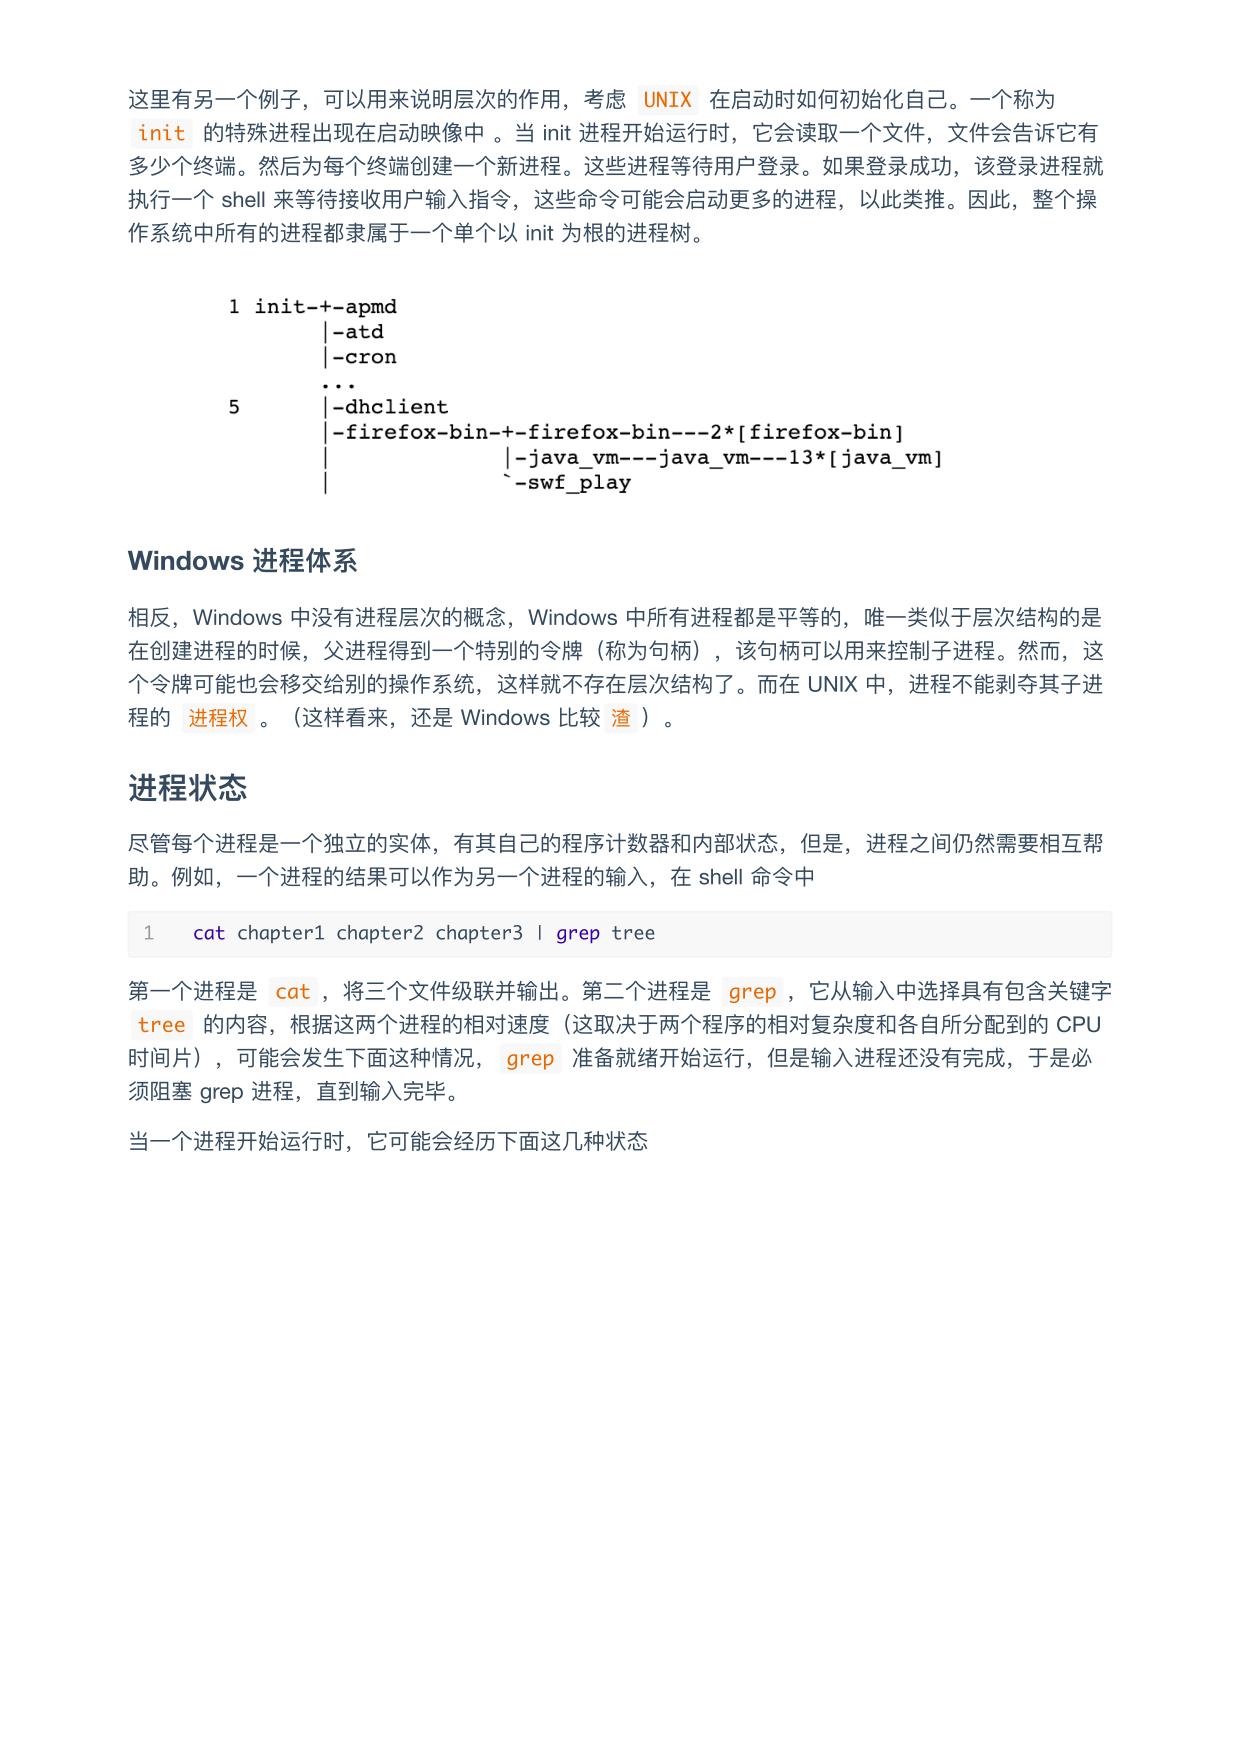 这里有另一个例子，可以用来说明层次的作用，考虑 UNIX 在启动时如何初始化自己。一个称为
init 的特殊进程出现在启动映像中 。当 init 进程开始运行时，它会读取一个文件，文件会告诉它有
多少个终端。然后为每个终端创建一个新进程。这些进程等待用户登录。如果登录成功，该登录进程就
执行一个 shell 来等待接收用户输入指令，这些命令可能会启动更多的进程，以此类推。因此，整个操
作系统中所有的进程都隶属于一个单个以 init 为根的进程树。
1 init-+-apmd
|-atd
|-cron
...
5 |-dhclient
|-firefox-bin-+-firefox-bin---2*[firefox-bin]
| |-java_vm---java_vm---13*[java_vm]
| `-swf_play
Windows 进程体系
相反，Windows 中没有进程层次的概念，Windows 中所有进程都是平等的，唯一类似于层次结构的是
在创建进程的时候，父进程得到一个特别的令牌（称为句柄），该句柄可以用来控制子进程。然而，这
个令牌可能也会移交给别的操作系统，这样就不存在层次结构了。而在 UNIX 中，进程不能剥夺其子进
程的 进程权 。（这样看来，还是 Windows 比较 渣 ）。
进程状态
尽管每个进程是一个独立的实体，有其自己的程序计数器和内部状态，但是，进程之间仍然需要相互帮
助。例如，一个进程的结果可以作为另一个进程的输入，在 shell 命令中
1 cat chapter1 chapter2 chapter3 | grep tree
第一个进程是 cat ，将三个文件级联并输出。第二个进程是 grep ，它从输入中选择具有包含关键字
tree 的内容，根据这两个进程的相对速度（这取决于两个程序的相对复杂度和各自所分配到的 CPU
时间片），可能会发生下面这种情况， grep 准备就绪开始运行，但是输入进程还没有完成，于是必
须阻塞 grep 进程，直到输入完毕。
当一个进程开始运行时，它可能会经历下面这几种状态